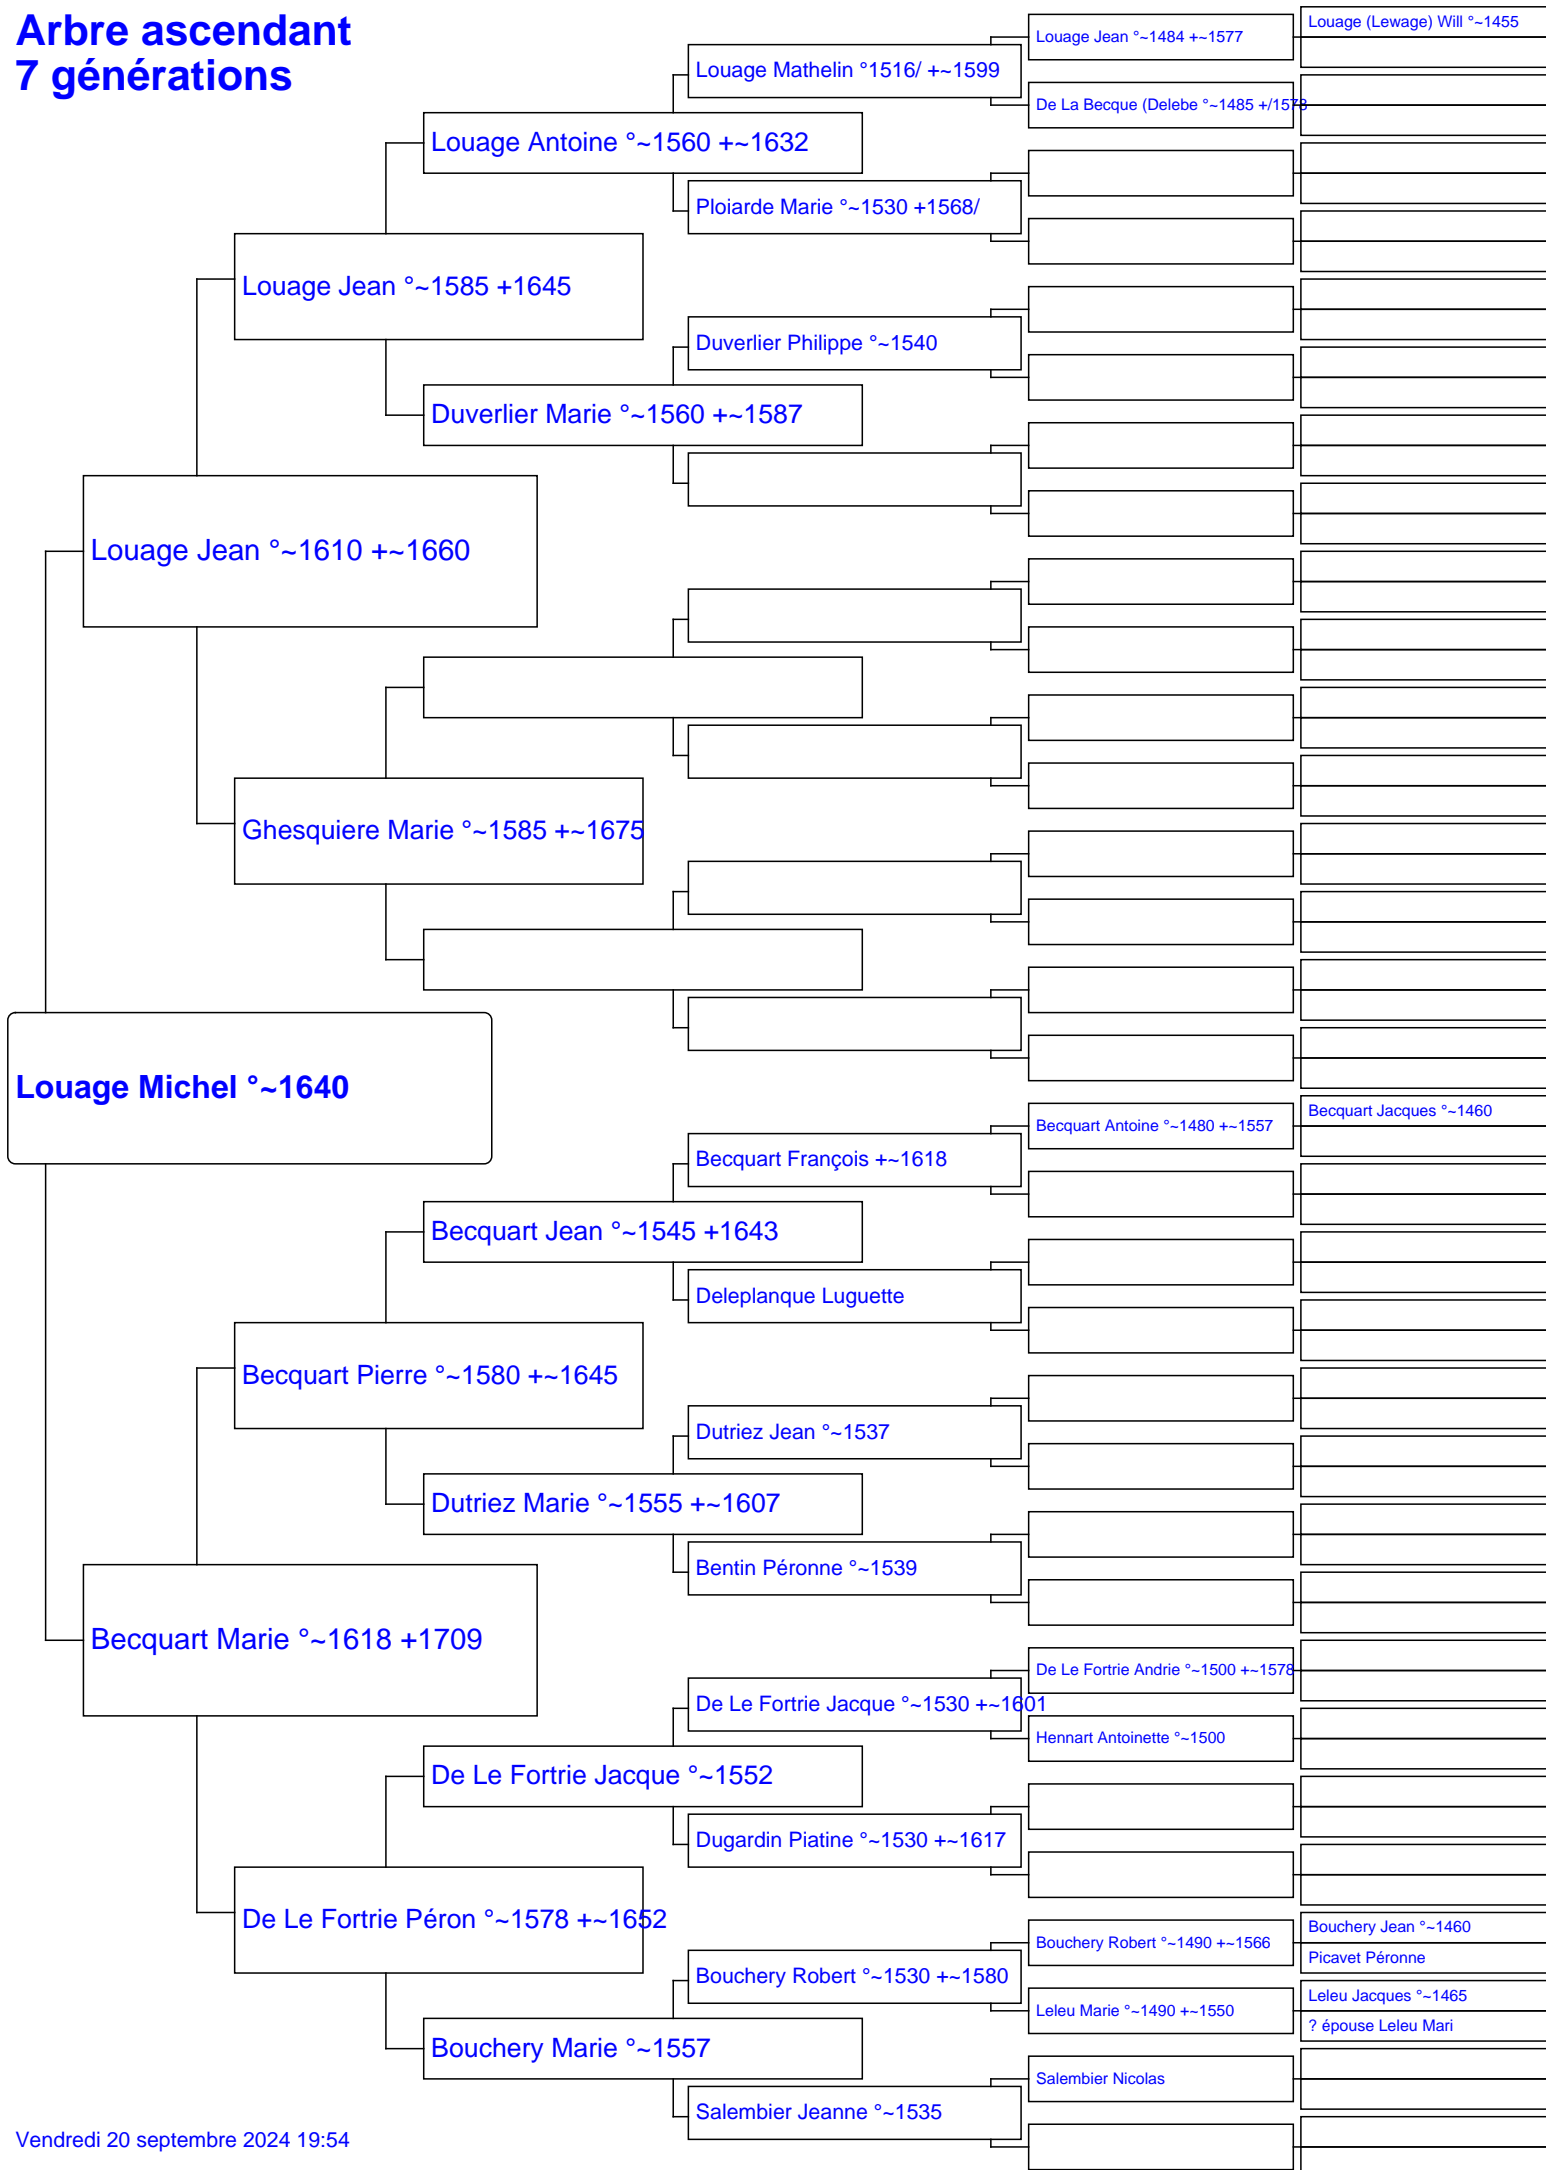 Arbre ascendant
7 générations
Louage Michel °~1640
Louage Jean °~1610 +~1660
Becquart Marie °~1618 +1709
Louage Jean °~1585 +1645
Ghesquiere Marie °~1585 +~1675
Becquart Pierre °~1580 +~1645
De Le Fortrie Péron °~1578 +~1652
Louage Antoine °~1560 +~1632
Duverlier Marie °~1560 +~1587
Becquart Jean °~1545 +1643
Dutriez Marie °~1555 +~1607
De Le Fortrie Jacque °~1552
Bouchery Marie °~1557
Louage Mathelin °1516/ +~1599
Ploiarde Marie °~1530 +1568/
Duverlier Philippe °~1540
Becquart François +~1618
Deleplanque Luguette
Dutriez Jean °~1537
Bentin Péronne °~1539
De Le Fortrie Jacque °~1530 +~1601
Dugardin Piatine °~1530 +~1617
Bouchery Robert °~1530 +~1580
Salembier Jeanne °~1535
Louage Jean °~1484 +~1577
De La Becque (Delebe °~1485 +/1578
Becquart Antoine °~1480 +~1557
De Le Fortrie Andrie °~1500 +~1578
Hennart Antoinette °~1500
Bouchery Robert °~1490 +~1566
Leleu Marie °~1490 +~1550
Salembier Nicolas
Louage (Lewage) Will °~1455
Becquart Jacques °~1460
Bouchery Jean °~1460
Picavet Péronne
Leleu Jacques °~1465
? épouse Leleu Mari
Vendredi 20 septembre 2024 19:54